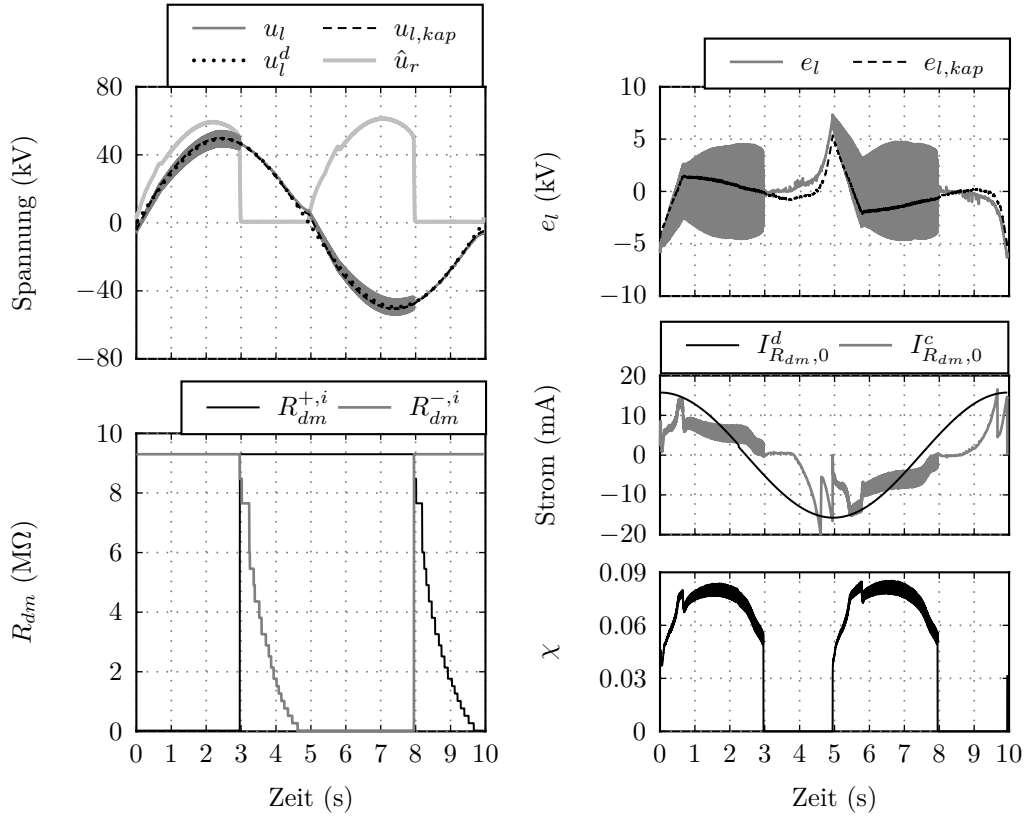 u_l u_{l,kap}
u_l^d û_r
80
40
0
−40
−80
Spannung (kV)
R_{dm}^{+,i} R_{dm}^{−,i}
10
8
6
4
2
0
R_{dm} (MΩ)
0 1 2 3 4 5 6 7 8 9 10
Zeit (s)
e_l e_{l,kap}
10
5
0
−5
−10
e_l (kV)
I_{R_{dm},0}^d I_{R_{dm},0}^c
20
10
0
−10
−20
Strom (mA)
0.09
0.06
0.03
0
χ
0 1 2 3 4 5 6 7 8 9 10
Zeit (s)